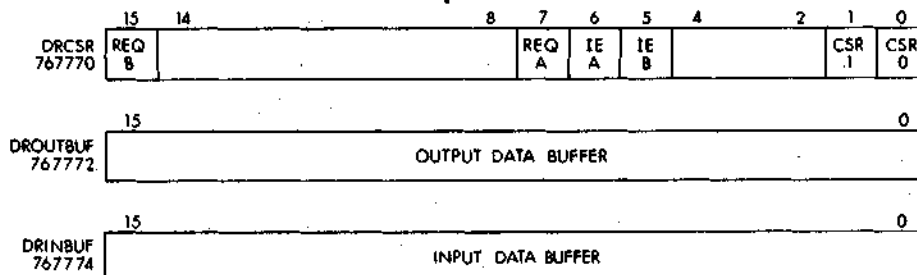 15 14 8 7 6 5 4 2 1 0
DRCSR REQ REQ IE IE CSR CSR
767770 B A A B 1 0
15 0
DROUTBUF
OUTPUT DATA BUFFER
767772
15 0
DRINBUF
INPUT DATA BUFFER
767774